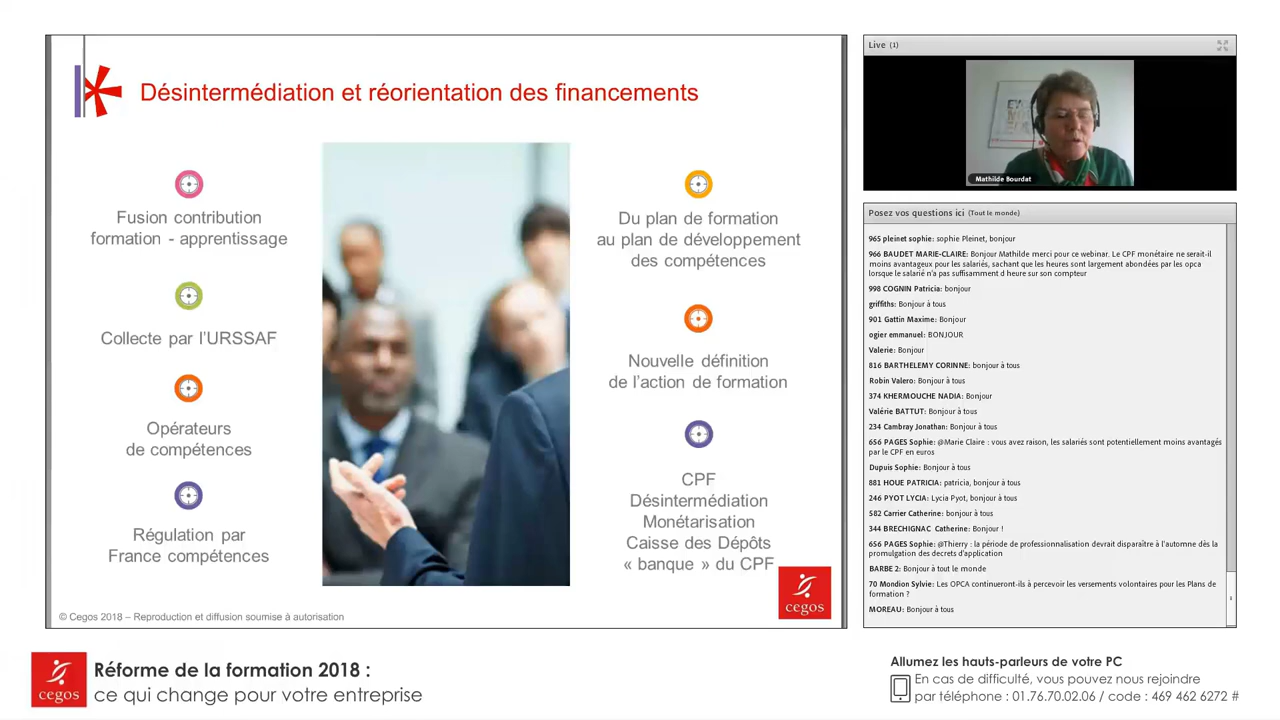 Désintermédiation et réorientation des financements
Fusion contribution
formation - apprentissage
Collecte par l'URSSAF
Opérateurs
de compétences
Régulation par
France compétences
Du plan de formation
au plan de développement
des compétences
Nouvelle définition
de l'action de formation
CPF
Désintermédiation
Monétarisation
Caisse des Dépôts
« banque » du CPF
cegos
© Cegos 2018 – Reproduction et diffusion soumise à autorisation
Live (1)
Mathilde Bourdat
Posez vos questions ici (Tout le monde)
965 pleinet sophie: sophie Pleinet, bonjour
966 BAUDET MARIE-CLAIRE: Bonjour Mathilde merci pour ce webinar. Le CPF monétaire ne serait-il
moins avantageux pour les salariés, sachant que les heures sont largement abondées par les opca
lorsque le salarié n'a pas suffisamment d heure sur son compteur
998 COGNIN Patricia: bonjour
griffiths: Bonjour à tous
901 Gattin Maxime: Bonjour
ogier emmanuel: BONJOUR
Valerie: Bonjour
816 BARTHELEMY CORINNE: bonjour à tous
Robin Valero: Bonjour à tous
374 KHERMOUCHE NADIA: Bonjour
Valérie BATTUT: Bonjour à tous
234 Cambray Jonathan: Bonjour à tous
656 PAGES Sophie: @Marie Claire : vous avez raison, les salariés sont potentiellement moins avantagés
par le CPF en euros
Dupuis Sophie: Bonjour à tous
881 HOUE PATRICIA: patricia, bonjour à tous
246 PYOT LYCIA: Lycia Pyot, bonjour à tous
582 Carrier Catherine: bonjour à tous
344 BRECHIGNAC Catherine: Bonjour !
656 PAGES Sophie: @Thierry : la période de professionnalisation devrait disparaître à l'automne dès la
promulgation des decrets d'application
BARBE 2: Bonjour à tout le monde
70 Mondion Sylvie: Les OPCA continueront-ils à percevoir les versements volontaires pour les Plans de
formation ?
MOREAU: Bonjour à tous
cegos
Réforme de la formation 2018 :
ce qui change pour votre entreprise
Allumez les hauts-parleurs de votre PC
En cas de difficulté, vous pouvez nous rejoindre
par téléphone : 01.76.70.02.06 / code : 469 462 6272 #